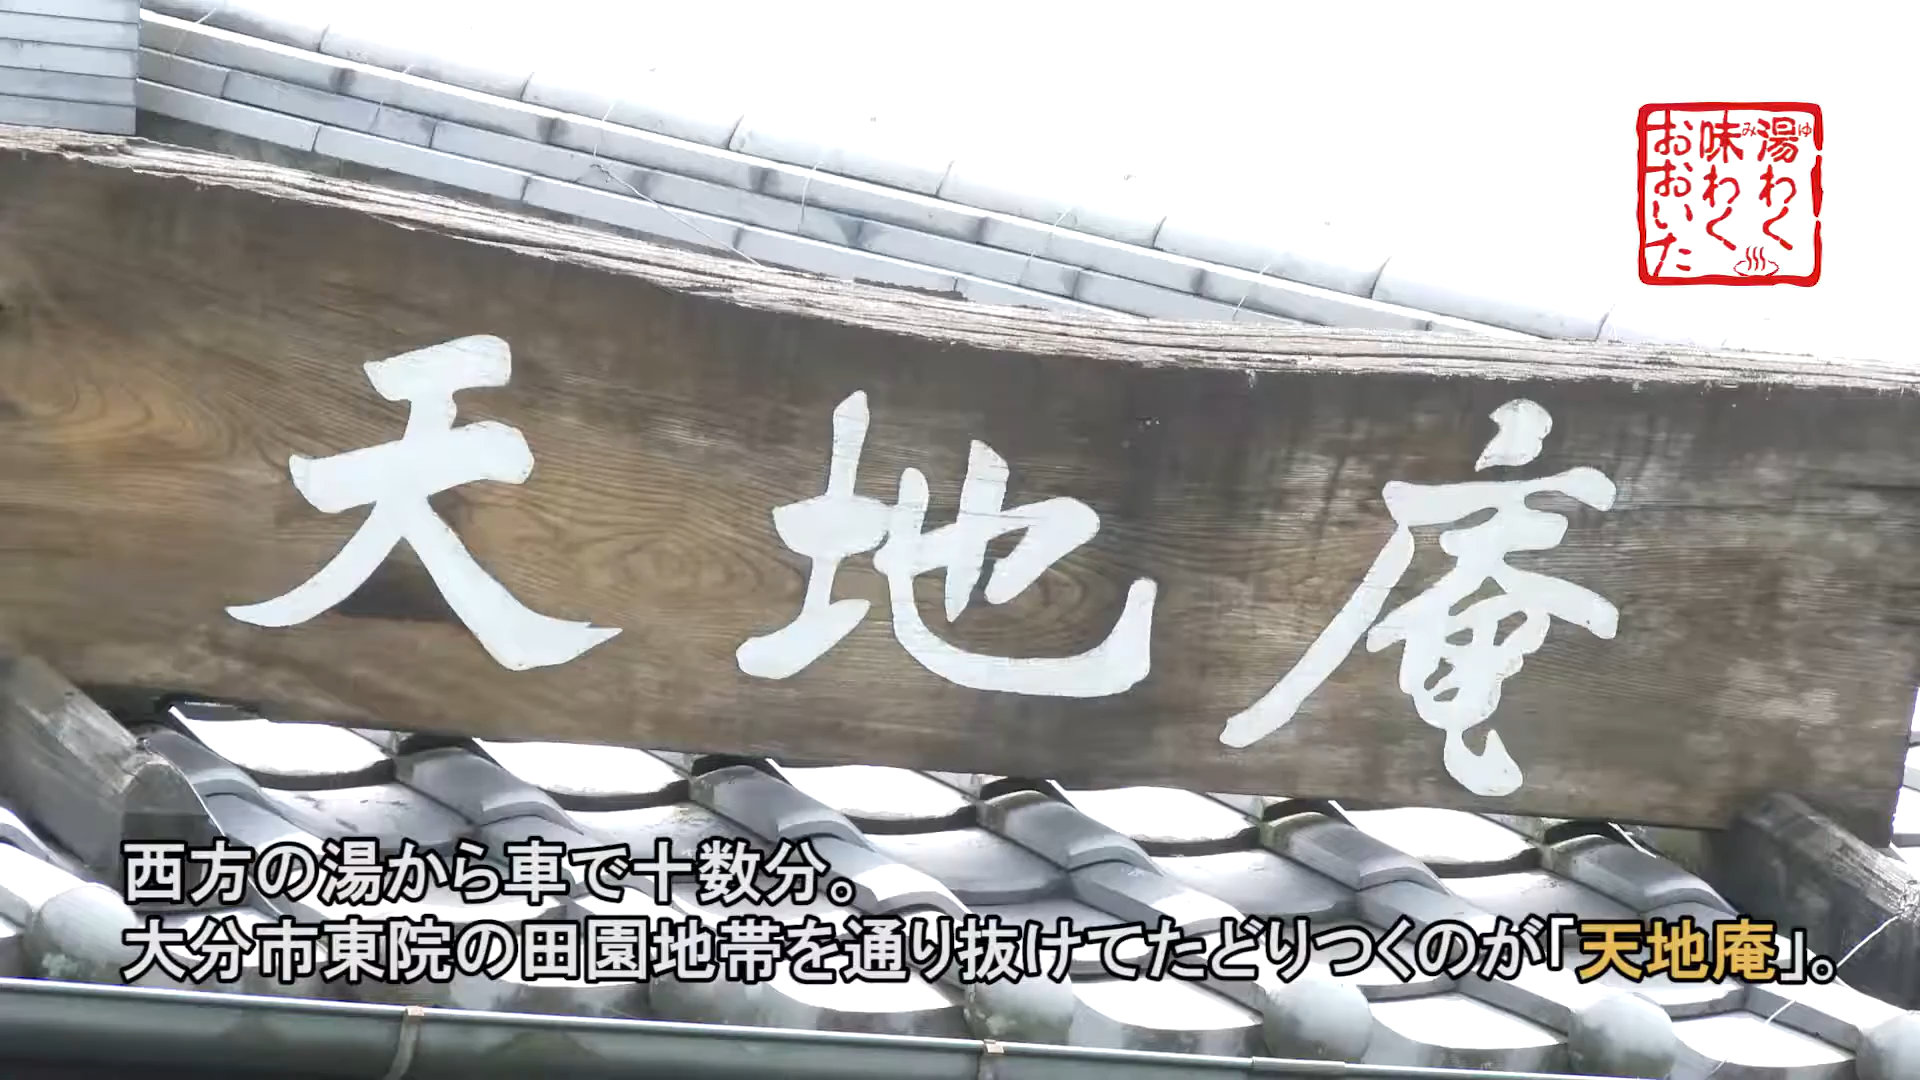 湯わく
味わく
おおいた
ゆ
み
天地庵
西方の湯から車で十数分。
大分市東院の田園地帯を通り抜けてたどりつくのが「天地庵」。